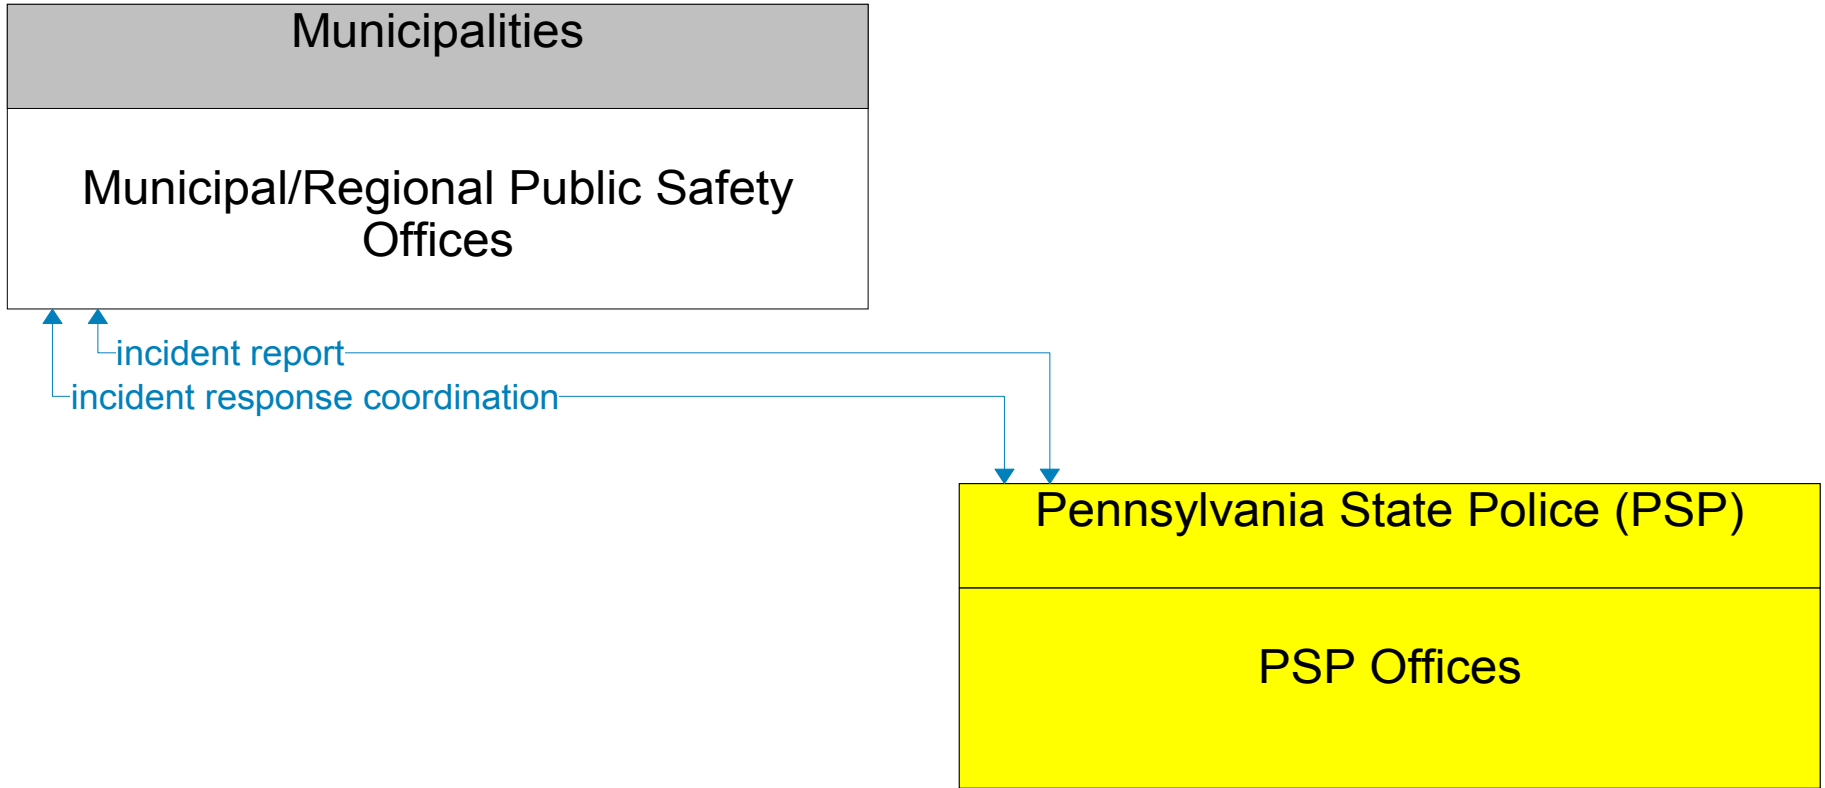 Municipalities
Municipal/Regional Public Safety
Offices
incident report
incident response coordination
Pennsylvania State Police (PSP)
PSP Offices